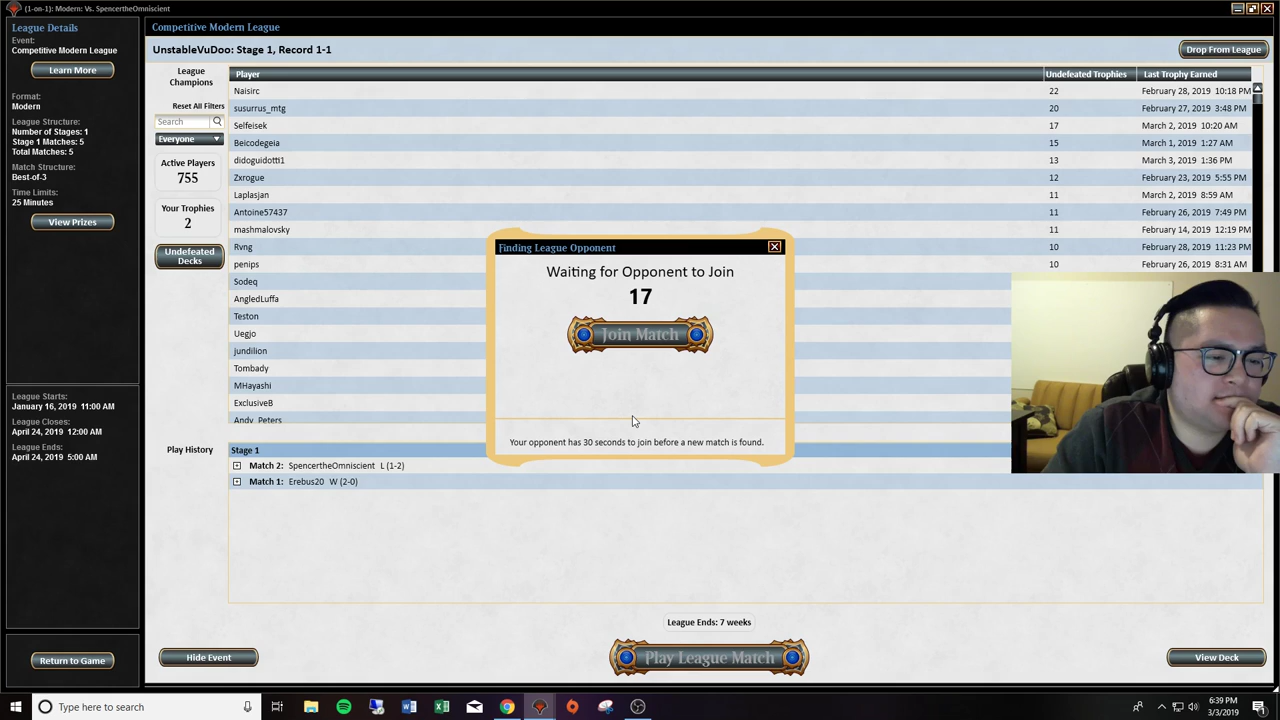 (1-on-1): Modern: Vs. SpencertheOmniscient
League Details
Event:
Competitive Modern League
Learn More
Format:
Modern
League Structure:
Number of Stages: 1
Stage 1 Matches: 5
Total Matches: 5
Match Structure:
Best-of-3
Time Limits:
25 Minutes
View Prizes
League Starts:
January 16, 2019 11:00 AM
League Closes:
April 24, 2019 12:00 AM
League Ends:
April 24, 2019 5:00 AM
Return to Game
Competitive Modern League
UnstableVuDoo: Stage 1, Record 1-1
Drop From League
League
Champions
Reset All Filters
Search
Everyone
Active Players
755
Your Trophies
2
Undefeated
Decks
Player Undefeated Trophies Last Trophy Earned
Naisirc 22 February 28, 2019 10:18 PM
susurrus_mtg 20 February 27, 2019 3:48 PM
Selfeisek 17 March 2, 2019 10:20 AM
Beicodegeia 15 March 1, 2019 1:27 AM
didoguidotti1 13 March 3, 2019 1:36 PM
Zxrogue 12 February 23, 2019 5:55 PM
Laplasjan 11 March 2, 2019 8:59 AM
Antoine57437 11 February 26, 2019 7:49 PM
mashmalovsky 11 February 14, 2019 12:19 PM
Rvng 10 February 28, 2019 11:23 PM
penips 10 February 26, 2019 8:31 AM
Sodeq
AngledLuffa
Teston
Uegjo
jundilion
Tombady
MHayashi
ExclusiveB
Andy_Peters
Finding League Opponent
Waiting for Opponent to Join
17
Join Match
Your opponent has 30 seconds to join before a new match is found.
Play History
Stage 1
Match 2: SpencertheOmniscient L (1-2)
Match 1: Erebus20 W (2-0)
League Ends: 7 weeks
Hide Event
Play League Match
View Deck
Type here to search
6:39 PM
3/3/2019